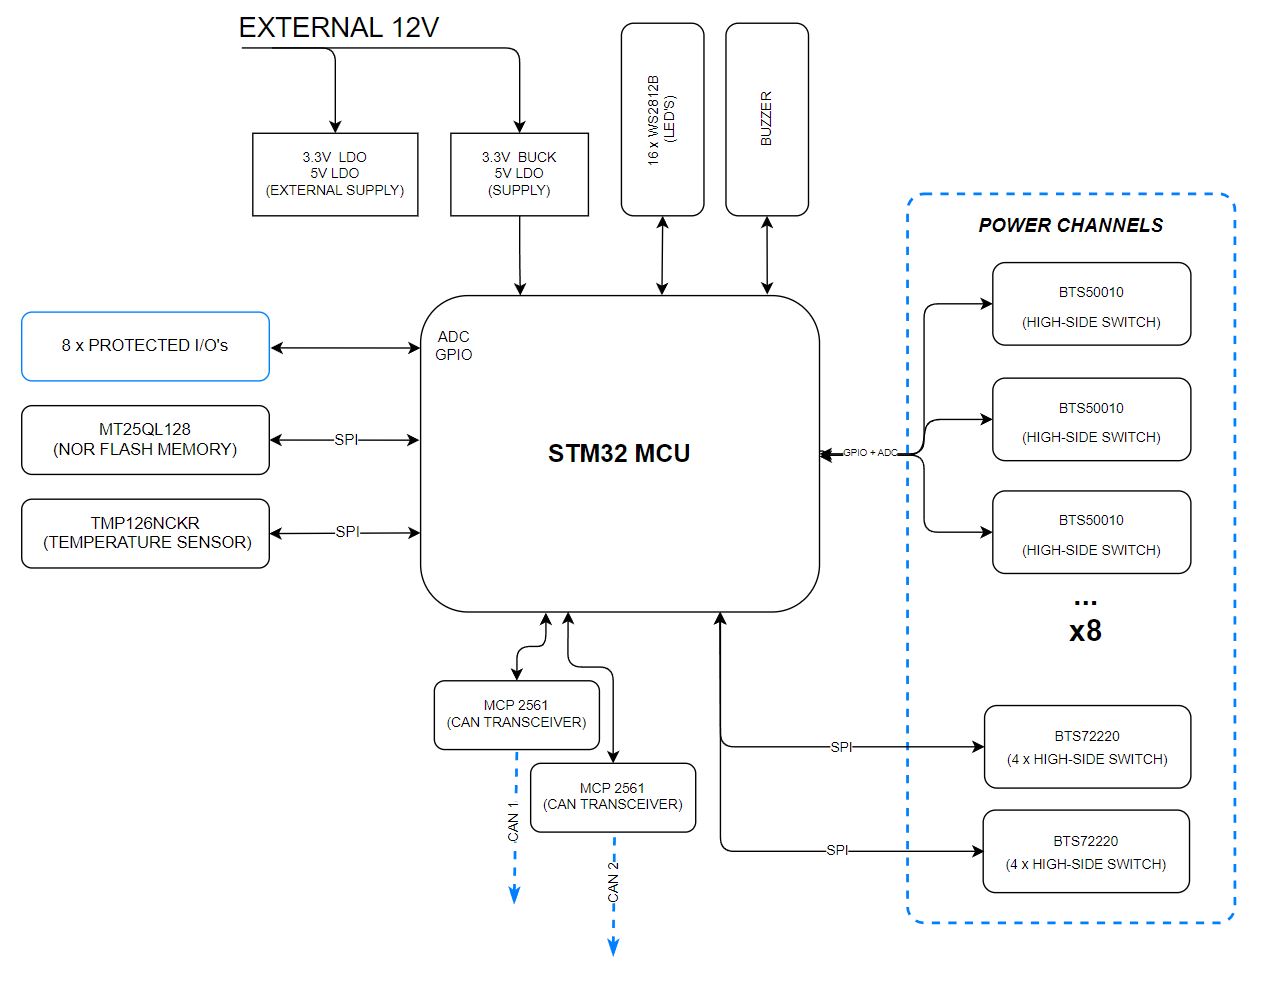 EXTERNAL 12V
3.3V LDO
5V LDO
(EXTERNAL SUPPLY)
3.3V BUCK
5V LDO
(SUPPLY)
16 x WS2812B
(LED'S)
BUZZER
POWER CHANNELS
BTS50010
(HIGH-SIDE SWITCH)
BTS50010
(HIGH-SIDE SWITCH)
BTS50010
(HIGH-SIDE SWITCH)
...
x8
BTS72220
(4 x HIGH-SIDE SWITCH)
BTS72220
(4 x HIGH-SIDE SWITCH)
8 x PROTECTED I/O's
MT25QL128
(NOR FLASH MEMORY)
TMP126NCKR
(TEMPERATURE SENSOR)
SPI
SPI
ADC
GPIO
STM32 MCU
GPIO + ADC
SPI
SPI
MCP 2561
(CAN TRANSCEIVER)
MCP 2561
(CAN TRANSCEIVER)
CAN 1
CAN 2